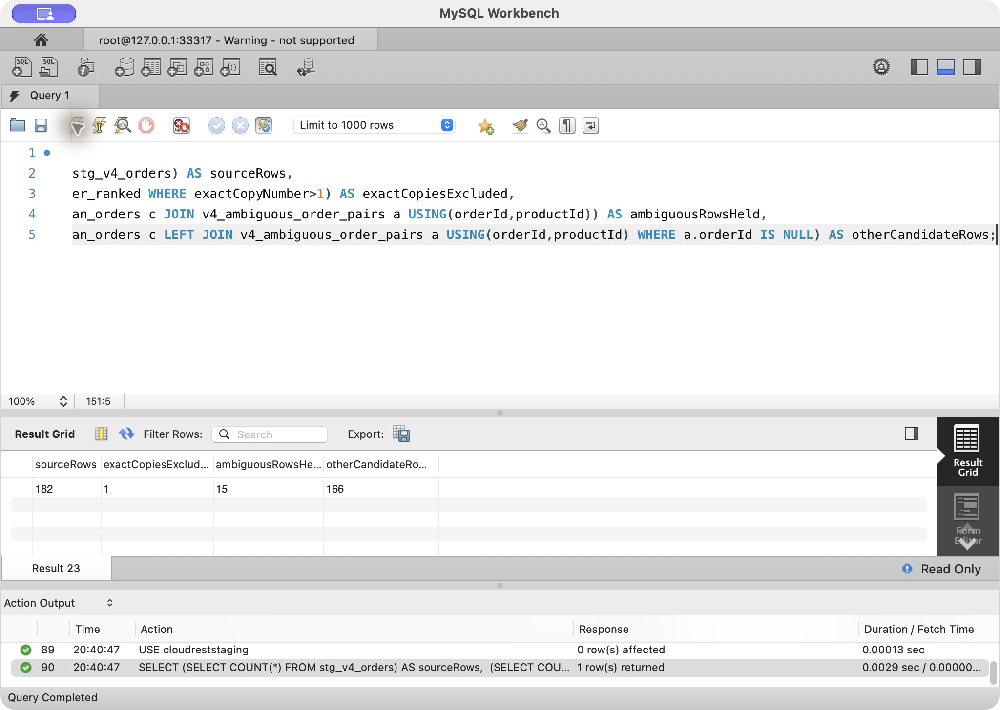 MySQL Workbench
root@127.0.0.1:33317 - Warning - not supported
SQL SQL
Query 1
Limit to 1000 rows
1
2 stg_v4_orders) AS sourceRows,
3 er_ranked WHERE exactCopyNumber>1) AS exactCopiesExcluded,
4 an_orders c JOIN v4_ambiguous_order_pairs a USING(orderId,productId)) AS ambiguousRowsHeld,
5 an_orders c LEFT JOIN v4_ambiguous_order_pairs a USING(orderId,productId) WHERE a.orderId IS NULL) AS otherCandidateRows;
100% 151:5
Result Grid Filter Rows: Search Export:
Result
Grid
sourceRows exactCopiesExclud... ambiguousRowsHe... otherCandidateRo...
182 1 15 166
Form
Editor
Result 23 Read Only
Action Output
Time Action Response Duration / Fetch Time
89 20:40:47 USE cloudreststaging 0 row(s) affected 0.00013 sec
90 20:40:47 SELECT (SELECT COUNT(*) FROM stg_v4_orders) AS sourceRows, (SELECT COU... 1 row(s) returned 0.0029 sec / 0.00000...
Query Completed